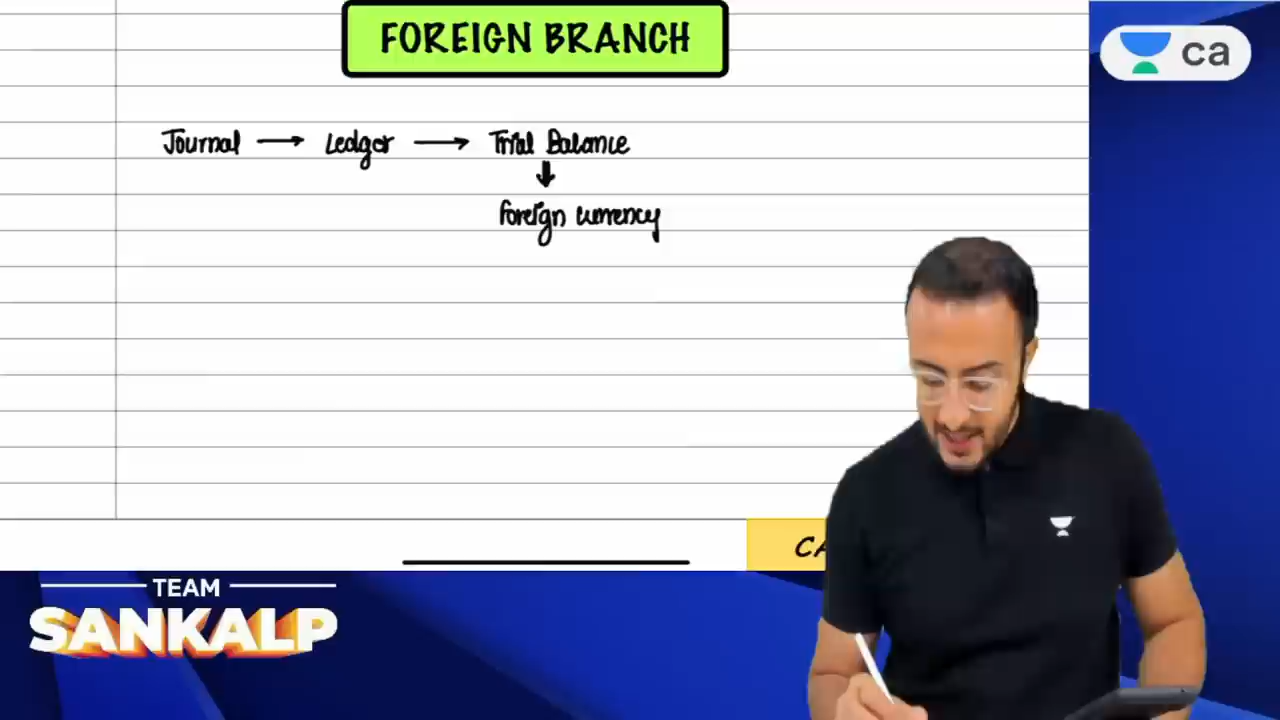 FOREIGN BRANCH
ca
Journal → Ledger → Trial Balance
↓
foreign currency
TEAM
SANKALP